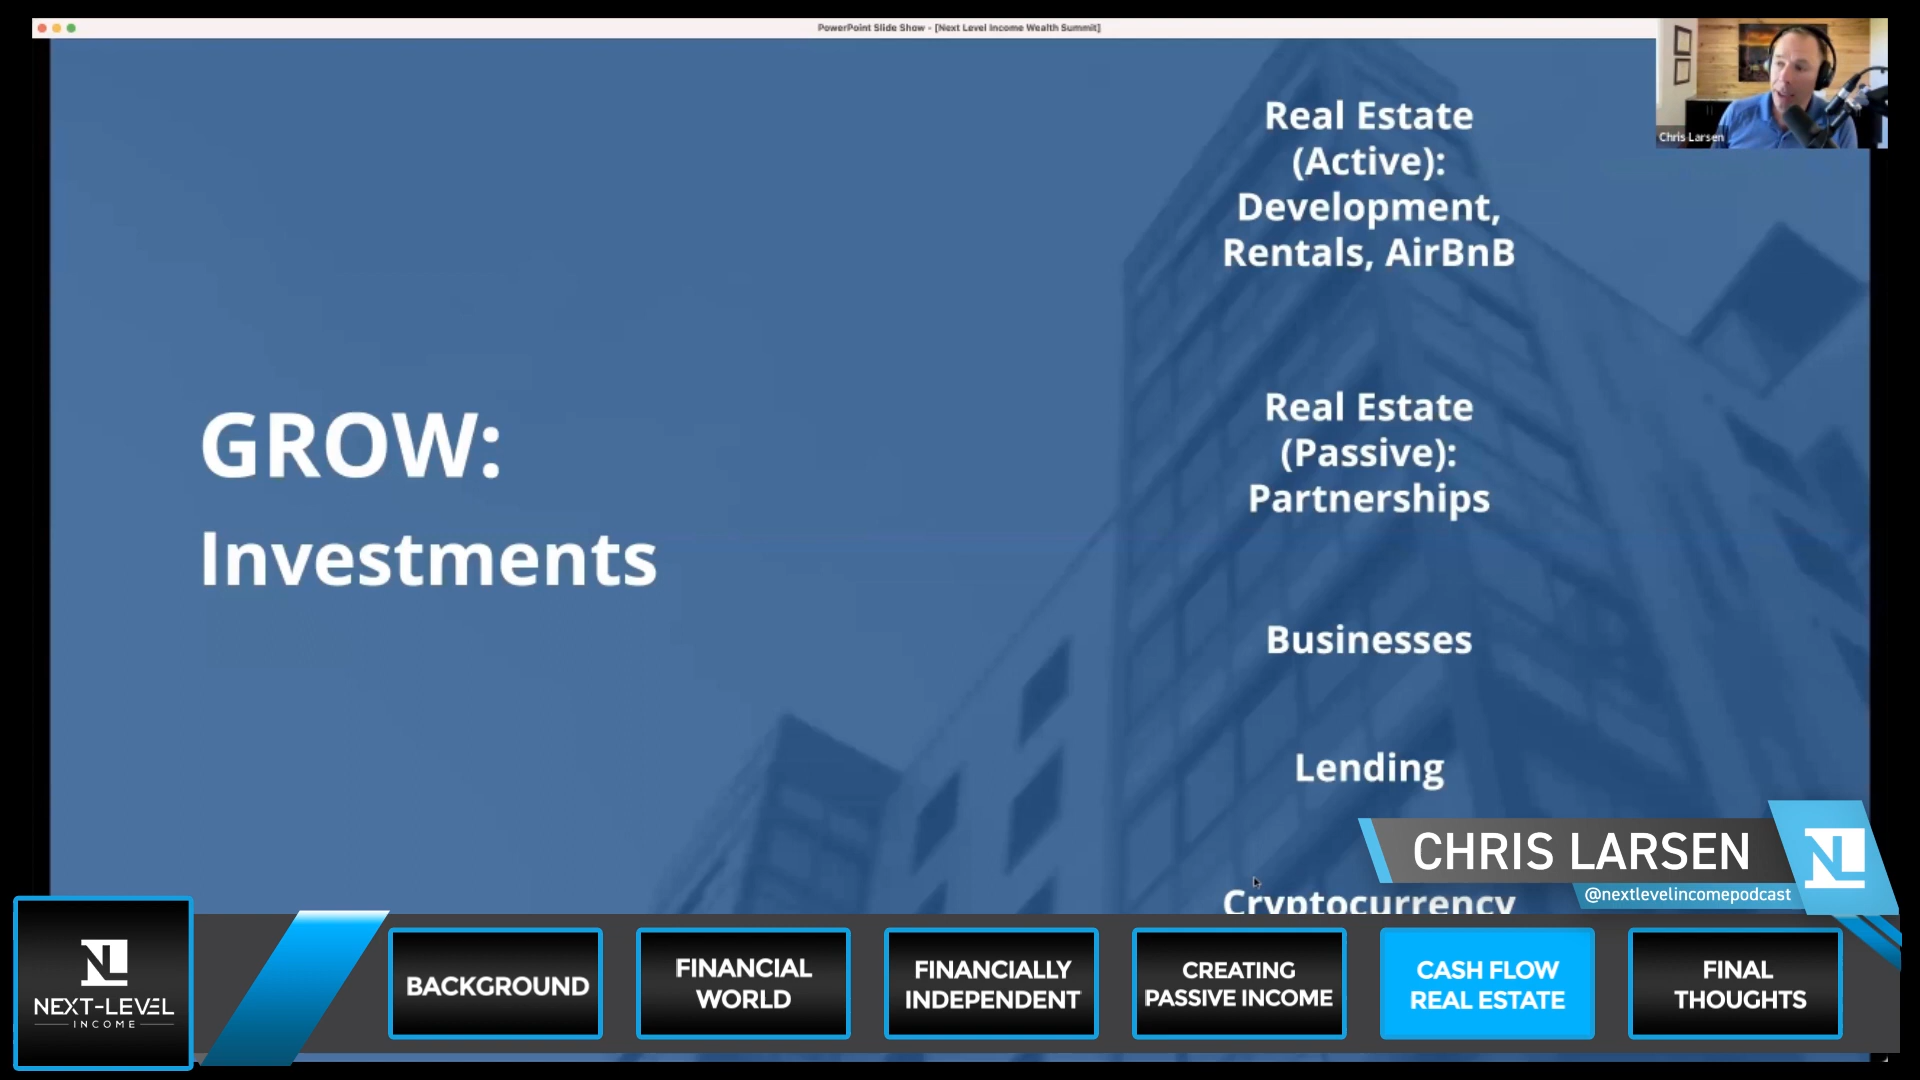 PowerPoint Slide Show - [Next Level Income Wealth Summit]
Chris Larsen
Real Estate
(Active):
Development,
Rentals, AirBnB
GROW:
Investments
Real Estate
(Passive):
Partnerships
Businesses
Lending
Cryptocurrency
CHRIS LARSEN
@nextlevelincomepodcast
NL
NL
NEXT-LEVEL
INCOME
BACKGROUND
FINANCIAL
WORLD
FINANCIALLY
INDEPENDENT
CREATING
PASSIVE INCOME
CASH FLOW
REAL ESTATE
FINAL
THOUGHTS